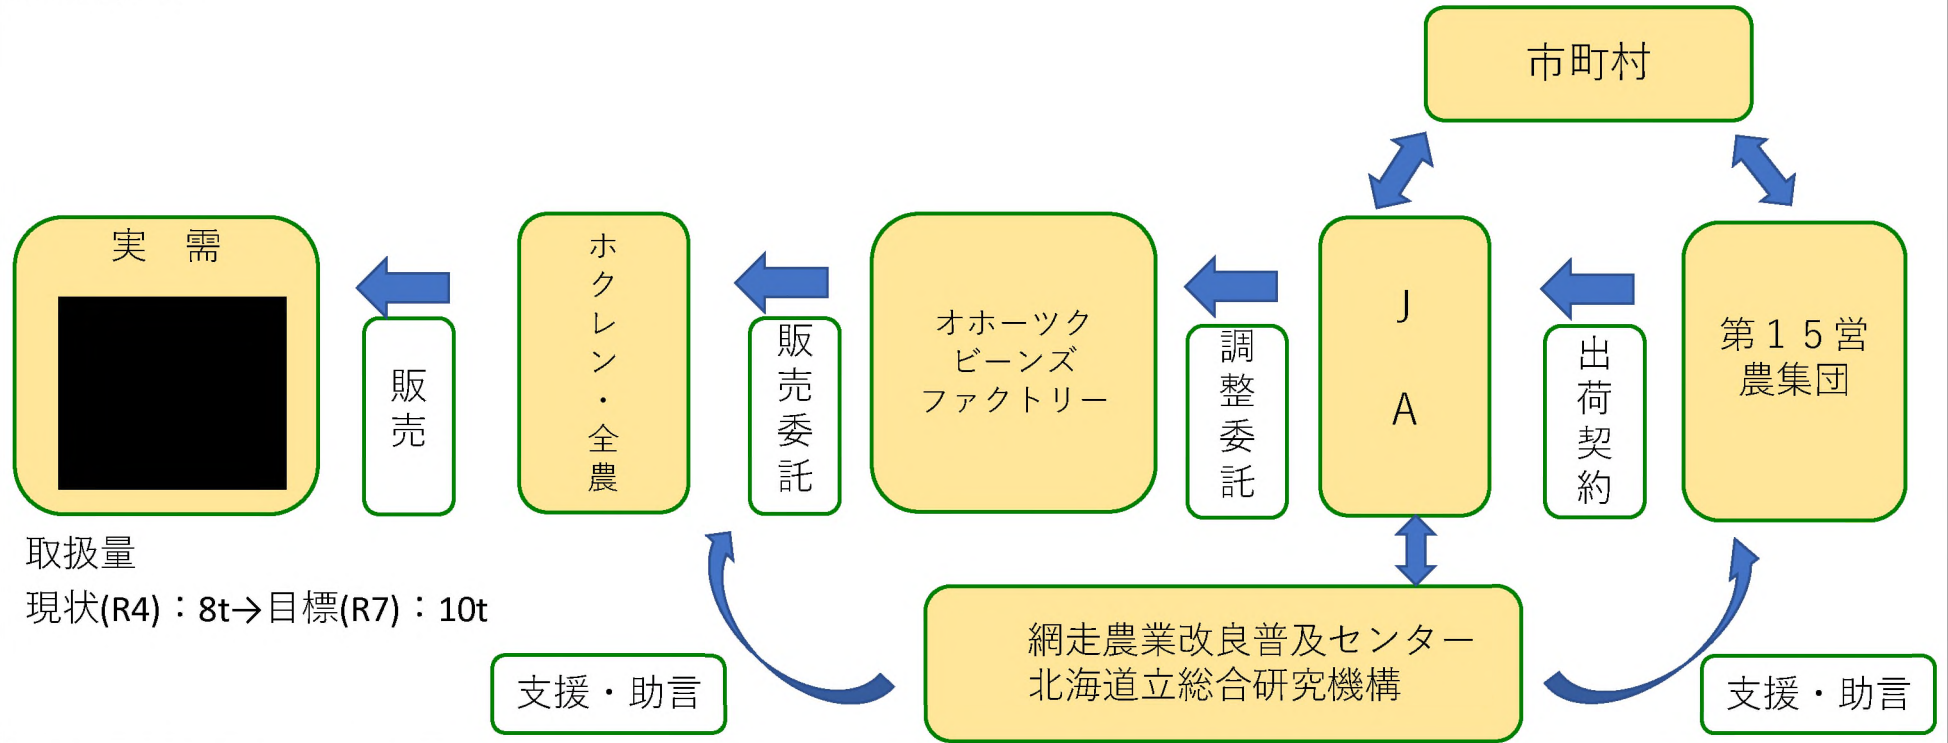 市町村
実　需
販売
ホクレン・全農
販売委託
オホーツク
ビーンズ
ファクトリー
調整委託
J A
出荷契約
第１５営
農集団
取扱量
現状(R4)：8t→目標(R7)：10t
支援・助言
網走農業改良普及センター
北海道立総合研究機構
支援・助言